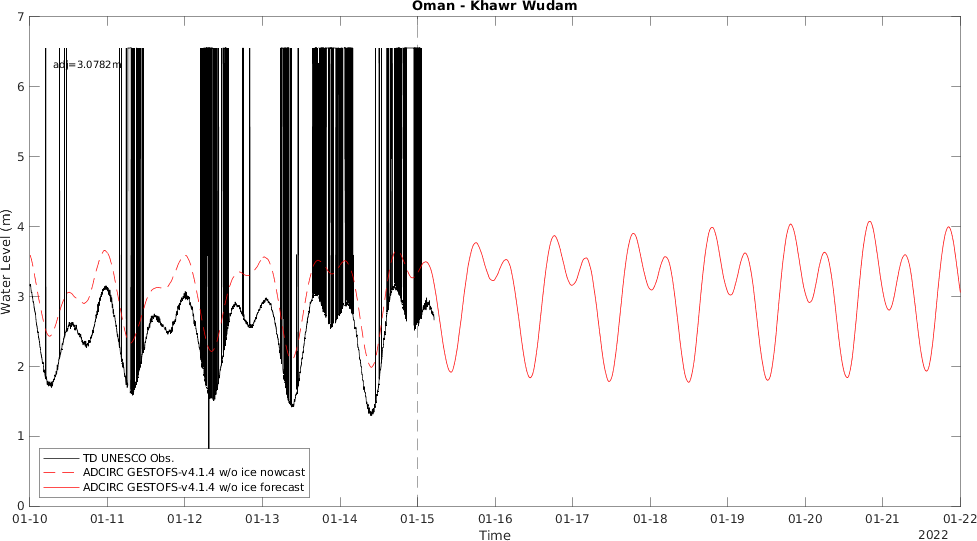 Oman - Khawr Wudam
7
adj=3.0782m
6
5
4
Water Level (m)
3
2
1
TD UNESCO Obs.
ADCIRC GESTOFS-v4.1.4 w/o ice nowcast
ADCIRC GESTOFS-v4.1.4 w/o ice forecast
0
01-10 01-11 01-12 01-13 01-14 01-15 01-16 01-17 01-18 01-19 01-20 01-21 01-22
Time
2022